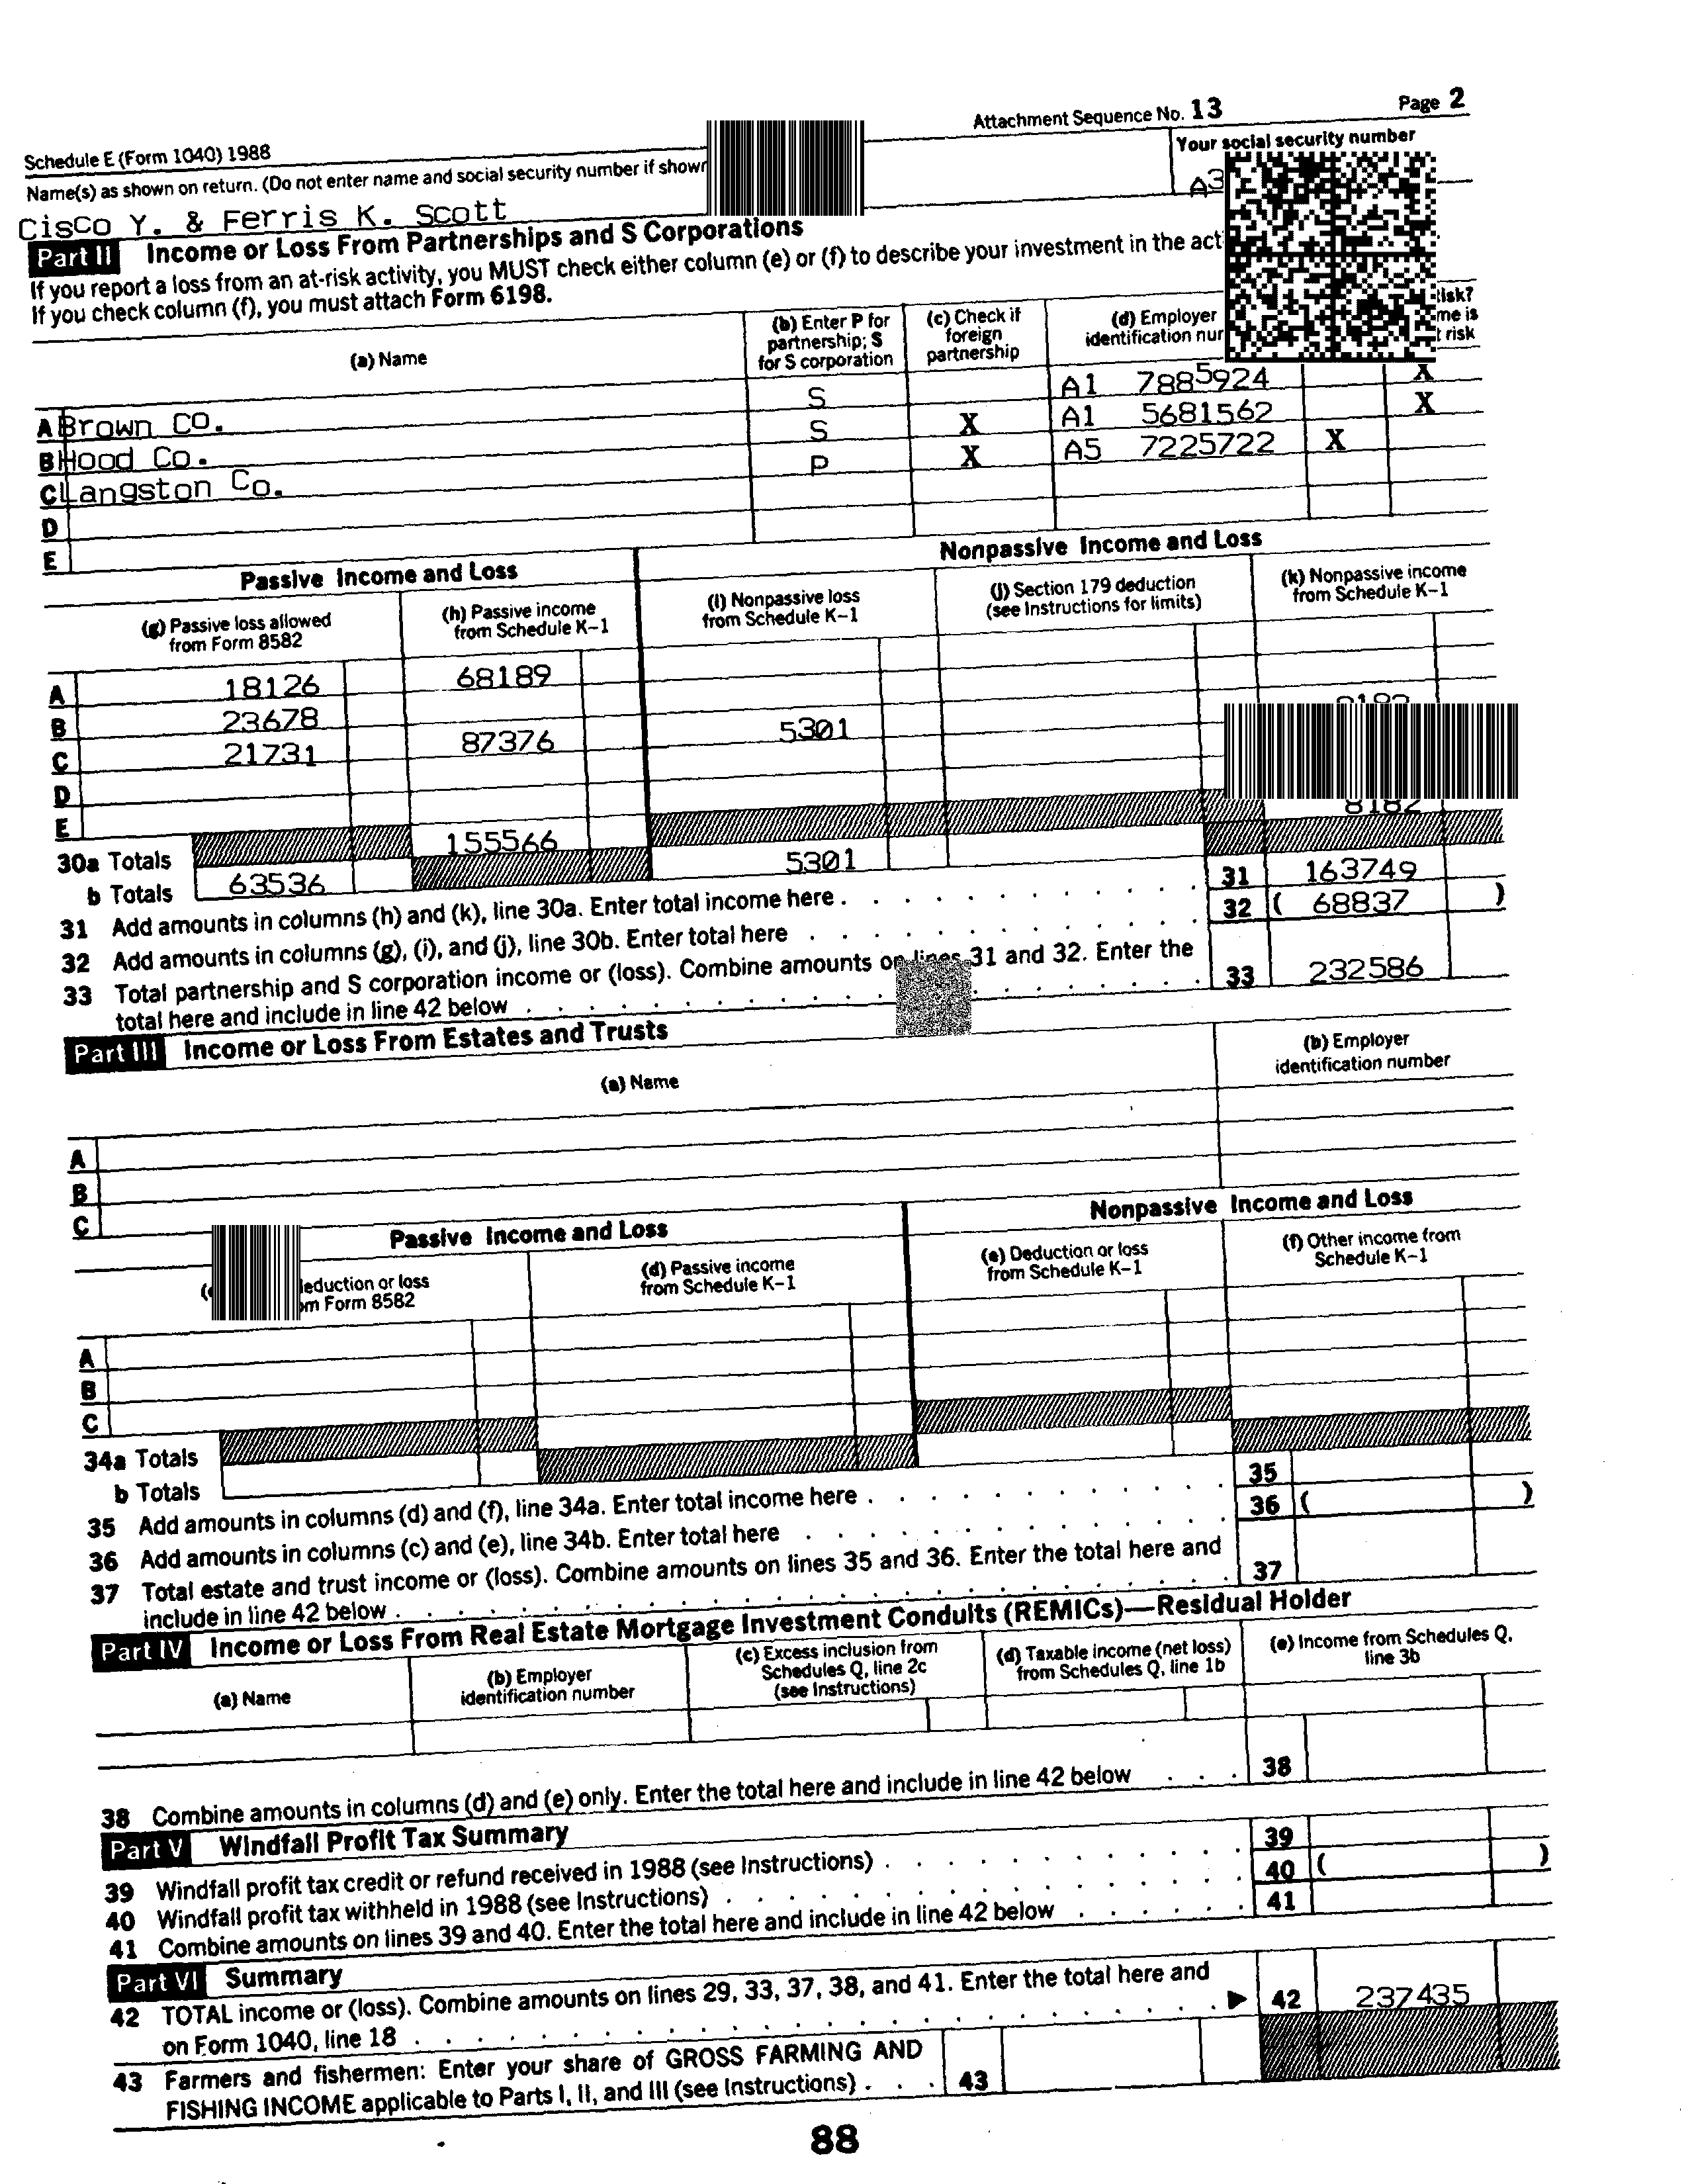 Attachment Sequence No. 13 Page 2
Schedule E (Form 1040) 1988
Your social security number
Name(s) as shown on return. (Do not enter name and social security number if shown
Cisco Y. & Ferris K. Scott A3
Part II Income or Loss From Partnerships and S Corporations
If you report a loss from an at-risk activity, you MUST check either column (e) or (f) to describe your investment in the
If you check column (f), you must attach Form 6198.
(a) Name
(b) Enter P for partnership; S for S corporation
(c) Check if foreign partnership
(d) Employer identification
risk
A Brown CO. S A1 7885924 X
B Hood Co. S X A1 5681562 X
C Langston Co. P X A5 7225722 X
D
E
Passive Income and Loss
Nonpassive Income and Loss
(g) Passive loss allowed from Form 8582
(h) Passive income from Schedule K-1
(i) Nonpassive loss from Schedule K-1
(j) Section 179 deduction (see Instructions for limits)
(k) Nonpassive income from Schedule K-1
A 18126 68189
B 23678
C 21731 87376 5301
D
E
30a Totals 155566 8182
b Totals 63536 5301
31 Add amounts in columns (h) and (k), line 30a. Enter total income here . . . 31 163749
32 Add amounts in columns (g), (i), and (j), line 30b. Enter total here . . . 32 ( 68837 )
33 Total partnership and S corporation income or (loss). Combine amounts on lines 31 and 32. Enter the
total here and include in line 42 below . . . 33 232586
Part III Income or Loss From Estates and Trusts
(a) Name
(b) Employer identification number
A
B
C
Passive Income and Loss
Nonpassive Income and Loss
deduction or loss Form 8582
(d) Passive income from Schedule K-1
(e) Deduction or loss from Schedule K-1
(f) Other income from Schedule K-1
A
B
C
34a Totals
b Totals
35 Add amounts in columns (d) and (f), line 34a. Enter total income here . . . 35
36 Add amounts in columns (c) and (e), line 34b. Enter total here . . . 36 ( )
37 Total estate and trust income or (loss). Combine amounts on lines 35 and 36. Enter the total here and
include in line 42 below . . . 37
Part IV Income or Loss From Real Estate Mortgage Investment Conduits (REMICs)—Residual Holder
(a) Name
(b) Employer identification number
(c) Excess inclusion from Schedules Q, line 2c (see Instructions)
(d) Taxable income (net loss) from Schedules Q, line 1b
(e) Income from Schedules Q, line 3b
38 Combine amounts in columns (d) and (e) only. Enter the total here and include in line 42 below . . . 38
Part V Windfall Profit Tax Summary
39 Windfall profit tax credit or refund received in 1988 (see Instructions) . . . 39
40 Windfall profit tax withheld in 1988 (see Instructions) . . . 40 ( )
41 Combine amounts on lines 39 and 40. Enter the total here and include in line 42 below . . . 41
Part VI Summary
42 TOTAL income or (loss). Combine amounts on lines 29, 33, 37, 38, and 41. Enter the total here and
on Form 1040, line 18 . . . ▶ 42 237435
43 Farmers and fishermen: Enter your share of GROSS FARMING AND
FISHING INCOME applicable to Parts I, II, and III (see Instructions) . . . 43
88